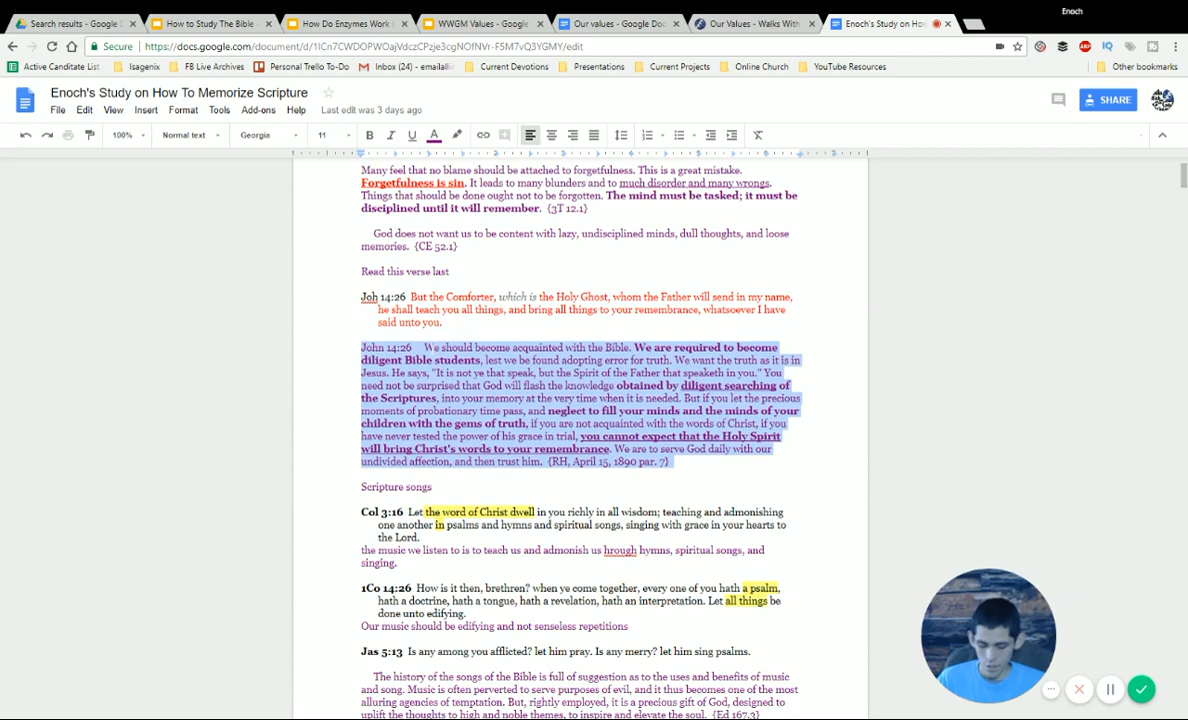 Enoch
Search results - Google D
How to Study The Bible -
How Do Enzymes Work
WWGM Values - Google
Our values - Google Doc
Our Values - Walks With
Enoch's Study on How
Secure
https://docs.google.com/document/d/1lCn7CWDOPWOajVdczCPzje3cgNOfNVr-F5M7vQ3YGMY/edit
Active Candidate List
Isagenix
FB Live Archives
Personal Trello To-Do
Inbox (24) - emailalli
Current Devotions
Presentations
Current Projects
Online Church
YouTube Resources
Other bookmarks
Enoch's Study on How To Memorize Scripture
File Edit View Insert Format Tools Add-ons Help Last edit was 3 days ago
SHARE
100% Normal text Georgia 11 B I U A
Many feel that no blame should be attached to forgetfulness. This is a great mistake.
Forgetfulness is sin. It leads to many blunders and to much disorder and many wrongs.
Things that should be done ought not to be forgotten. The mind must be tasked; it must be
disciplined until it will remember. {3T 12.1}
God does not want us to be content with lazy, undisciplined minds, dull thoughts, and loose
memories. {CE 52.1}
Read this verse last
Joh 14:26 But the Comforter, which is the Holy Ghost, whom the Father will send in my name,
he shall teach you all things, and bring all things to your remembrance, whatsoever I have
said unto you.
John 14:26 We should become acquainted with the Bible. We are required to become
diligent Bible students, lest we be found adopting error for truth. We want the truth as it is in
Jesus. He says, "It is not ye that speak, but the Spirit of the Father that speaketh in you." You
need not be surprised that God will flash the knowledge obtained by diligent searching of
the Scriptures, into your memory at the very time when it is needed. But if you let the precious
moments of probationary time pass, and neglect to fill your minds and the minds of your
children with the gems of truth, if you are not acquainted with the words of Christ, if you
have never tested the power of his grace in trial, you cannot expect that the Holy Spirit
will bring Christ's words to your remembrance. We are to serve God daily with our
undivided affection, and then trust him. {RH, April 15, 1890 par. 7}
Scripture songs
Col 3:16 Let the word of Christ dwell in you richly in all wisdom; teaching and admonishing
one another in psalms and hymns and spiritual songs, singing with grace in your hearts to
the Lord.
the music we listen to is to teach us and admonish us hrough hymns, spiritual songs, and
singing.
1Co 14:26 How is it then, brethren? when ye come together, every one of you hath a psalm,
hath a doctrine, hath a tongue, hath a revelation, hath an interpretation. Let all things be
done unto edifying.
Our music should be edifying and not senseless repetitions
Jas 5:13 Is any among you afflicted? let him pray. Is any merry? let him sing psalms.
The history of the songs of the Bible is full of suggestion as to the uses and benefits of music
and song. Music is often perverted to serve purposes of evil, and it thus becomes one of the most
alluring agencies of temptation. But, rightly employed, it is a precious gift of God, designed to
uplift the thoughts to high and noble themes, to inspire and elevate the soul. {Ed 167.3}